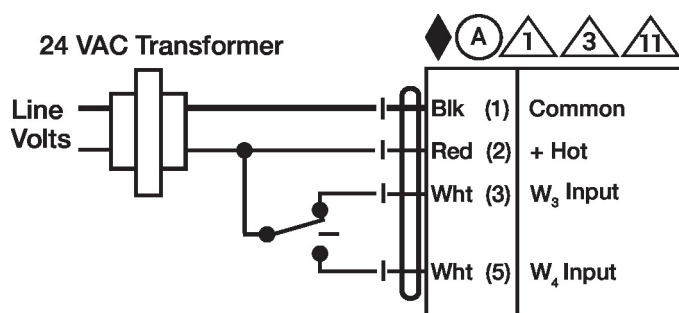 24 VAC Transformer
A 1 3 11
Line
Volts
Blk (1) Common
Red (2) + Hot
Wht (3) W₃ Input
Wht (5) W₄ Input